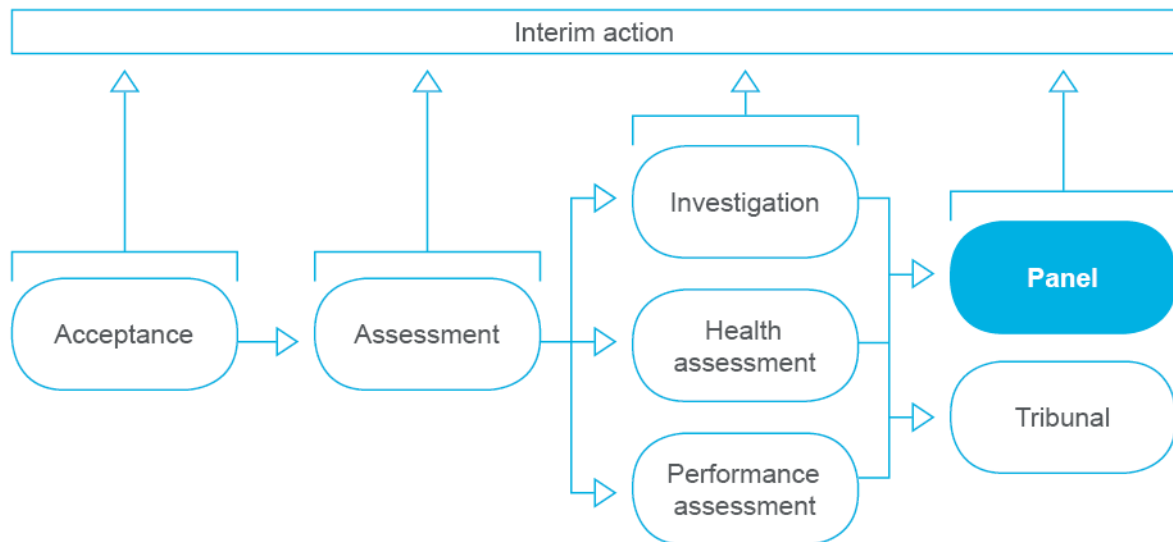 Interim action
Acceptance
Assessment
Investigation
Health
assessment
Performance
assessment
Panel
Tribunal